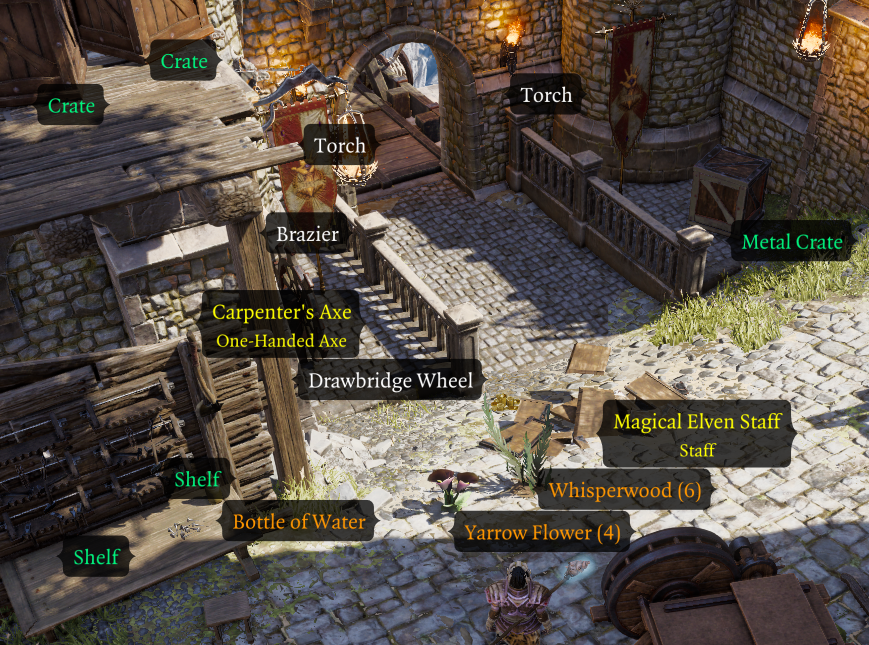 Crate
Crate
Torch
Torch
Brazier
Metal Crate
Carpenter's Axe
One-Handed Axe
Drawbridge Wheel
Magical Elven Staff
Staff
Shelf
Whisperwood (6)
Bottle of Water
Yarrow Flower (4)
Shelf